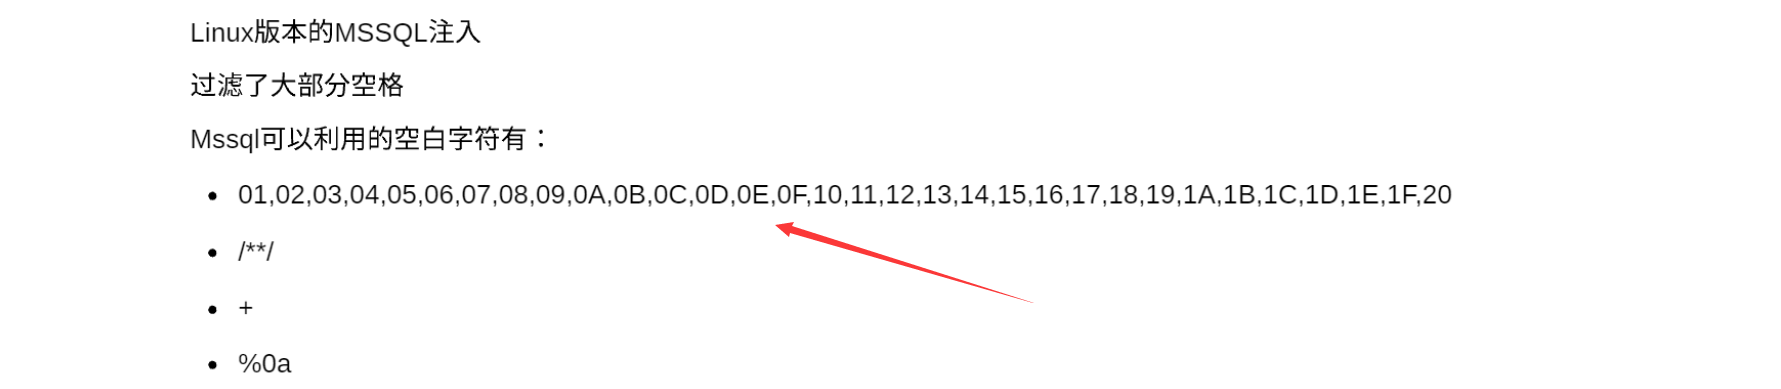 Linux版本的MSSQL注入
过滤了大部分空格
Mssql可以利用的空白字符有：
• 01,02,03,04,05,06,07,08,09,0A,0B,0C,0D,0E,0F,10,11,12,13,14,15,16,17,18,19,1A,1B,1C,1D,1E,1F,20
• /**/
• +
• %0a